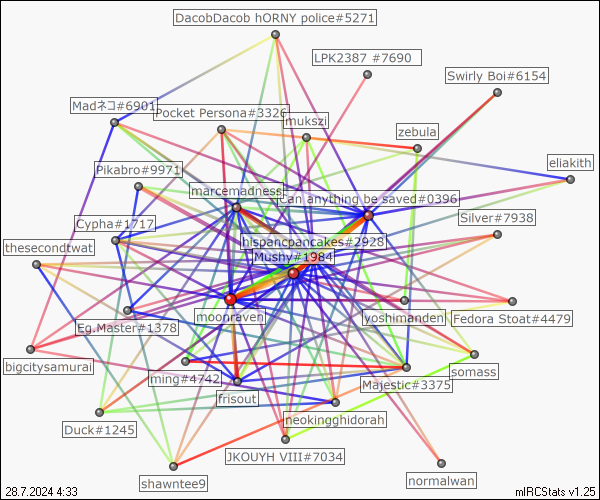 DacobDacob hORNY police#5271
LPK2387 #7690
Swirly Boi#6154
Madネコ#6901
Pocket Persona#3326
mukszi
zebula
eliakith
Pikabro#9971
marcemadness
Can anything be saved#0396
Silver#7938
Cypha#1717
hispancpancakes#2928
thesecondtwat
Mushy#1984
moonraven
yoshimanden
Fedora Stoat#4479
Eg.Master#1378
bigcitysamurai
ming#4742
Majestic#3375
somass
frisout
neokingghidorah
Duck#1245
JKOUYH VIII#7034
shawntee9
normalwan
28.7.2024 4:33
mIRCStats v1.25